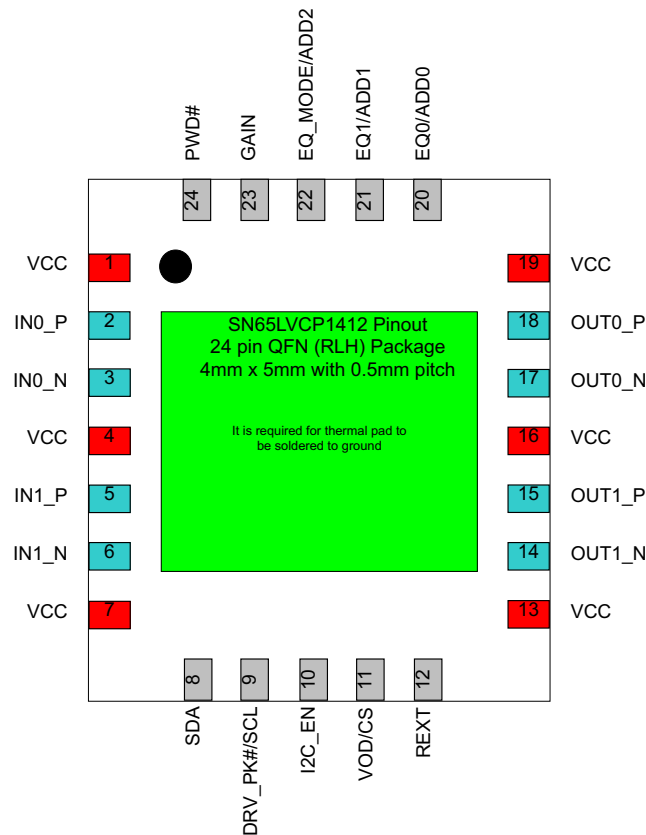 PWD#
GAIN
EQ_MODE/ADD2
EQ1/ADD1
EQ0/ADD0
24
23
22
21
20
VCC
1
19
VCC
IN0_P
2
18
OUT0_P
IN0_N
3
17
OUT0_N
VCC
4
16
VCC
IN1_P
5
15
OUT1_P
IN1_N
6
14
OUT1_N
VCC
7
13
VCC
SN65LVCP1412 Pinout
24 pin QFN (RLH) Package
4mm x 5mm with 0.5mm pitch
It is required for thermal pad to
be soldered to ground
8
9
10
11
12
SDA
DRV_PK#/SCL
I2C_EN
VOD/CS
REXT